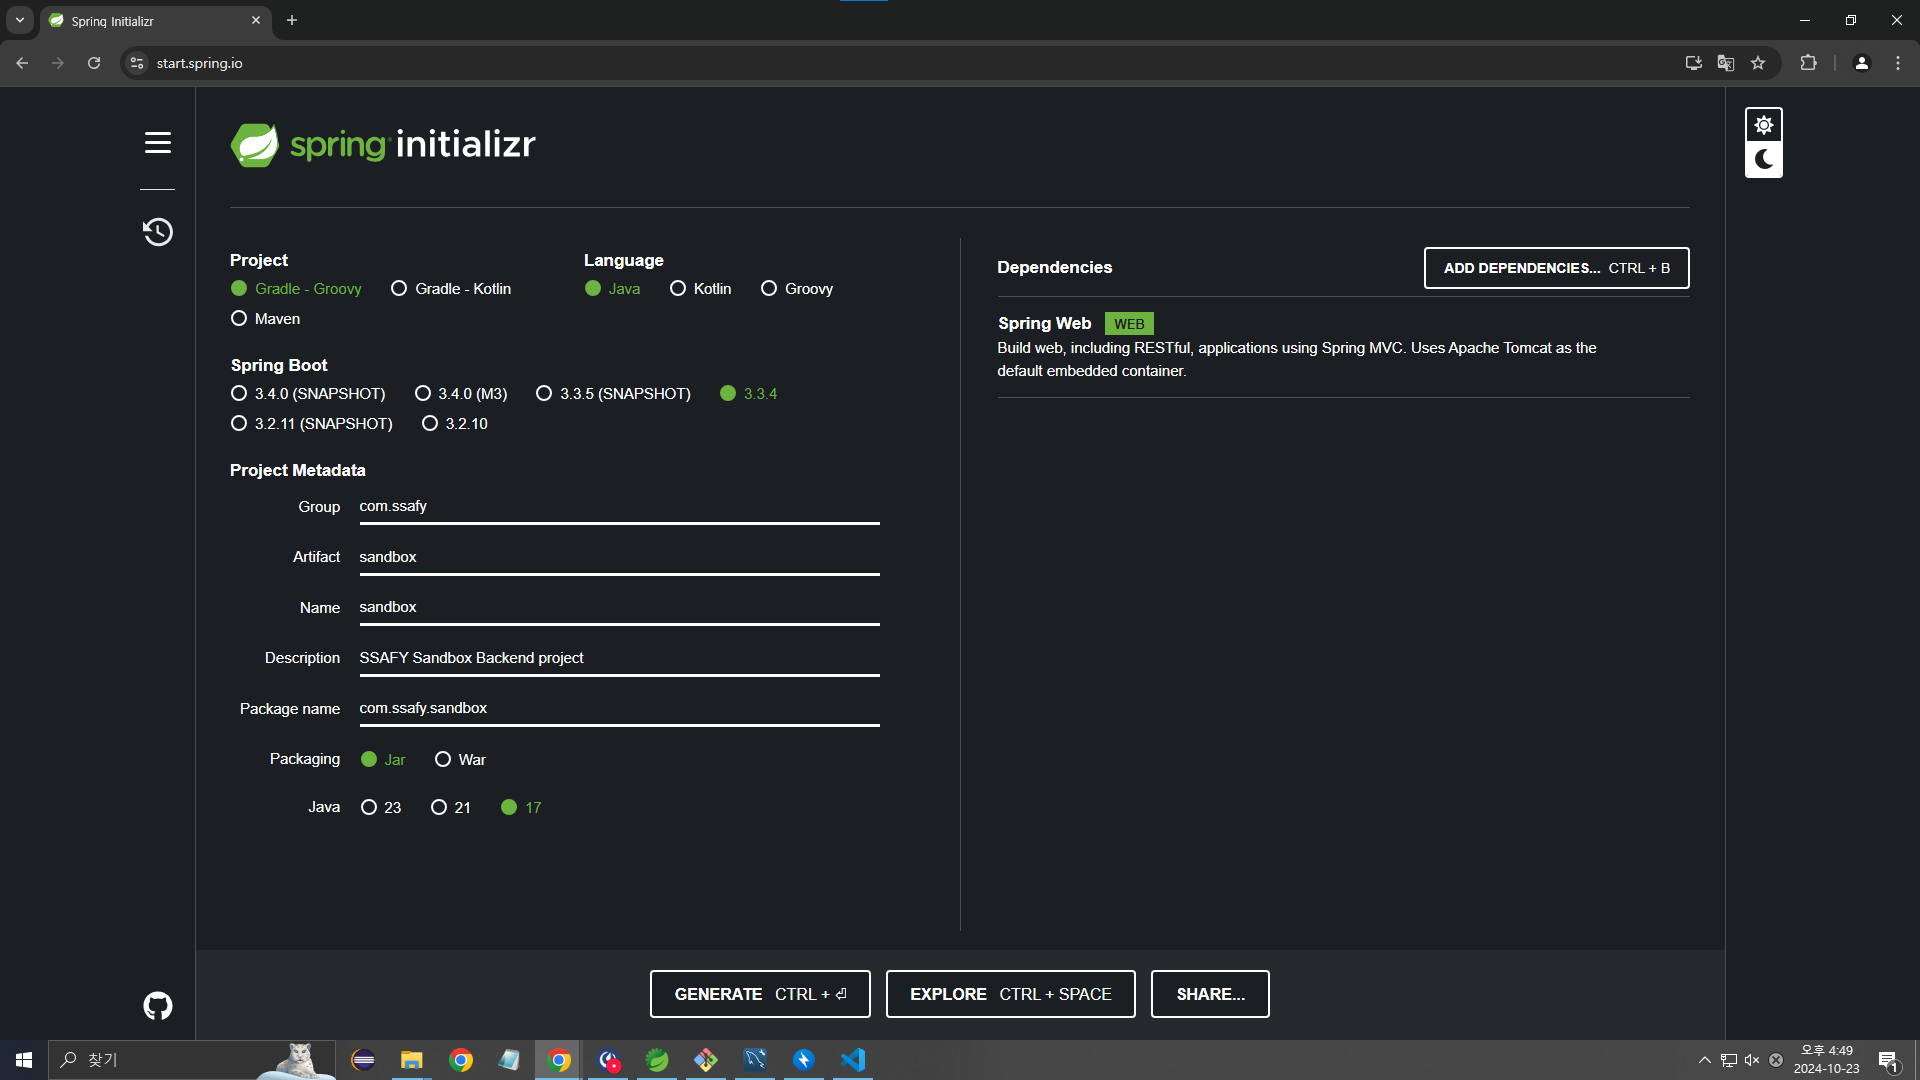 Spring Initializr
start.spring.io
spring initializr
Project
Gradle - Groovy
Gradle - Kotlin
Maven
Language
Java
Kotlin
Groovy
Spring Boot
3.4.0 (SNAPSHOT)
3.4.0 (M3)
3.3.5 (SNAPSHOT)
3.3.4
3.2.11 (SNAPSHOT)
3.2.10
Project Metadata
Group com.ssafy
Artifact sandbox
Name sandbox
Description SSAFY Sandbox Backend project
Package name com.ssafy.sandbox
Packaging Jar War
Java 23 21 17
Dependencies
ADD DEPENDENCIES... CTRL + B
Spring Web WEB
Build web, including RESTful, applications using Spring MVC. Uses Apache Tomcat as the
default embedded container.
GENERATE CTRL + ⏎
EXPLORE CTRL + SPACE
SHARE...
찾기
오후 4:49
2024-10-23
1